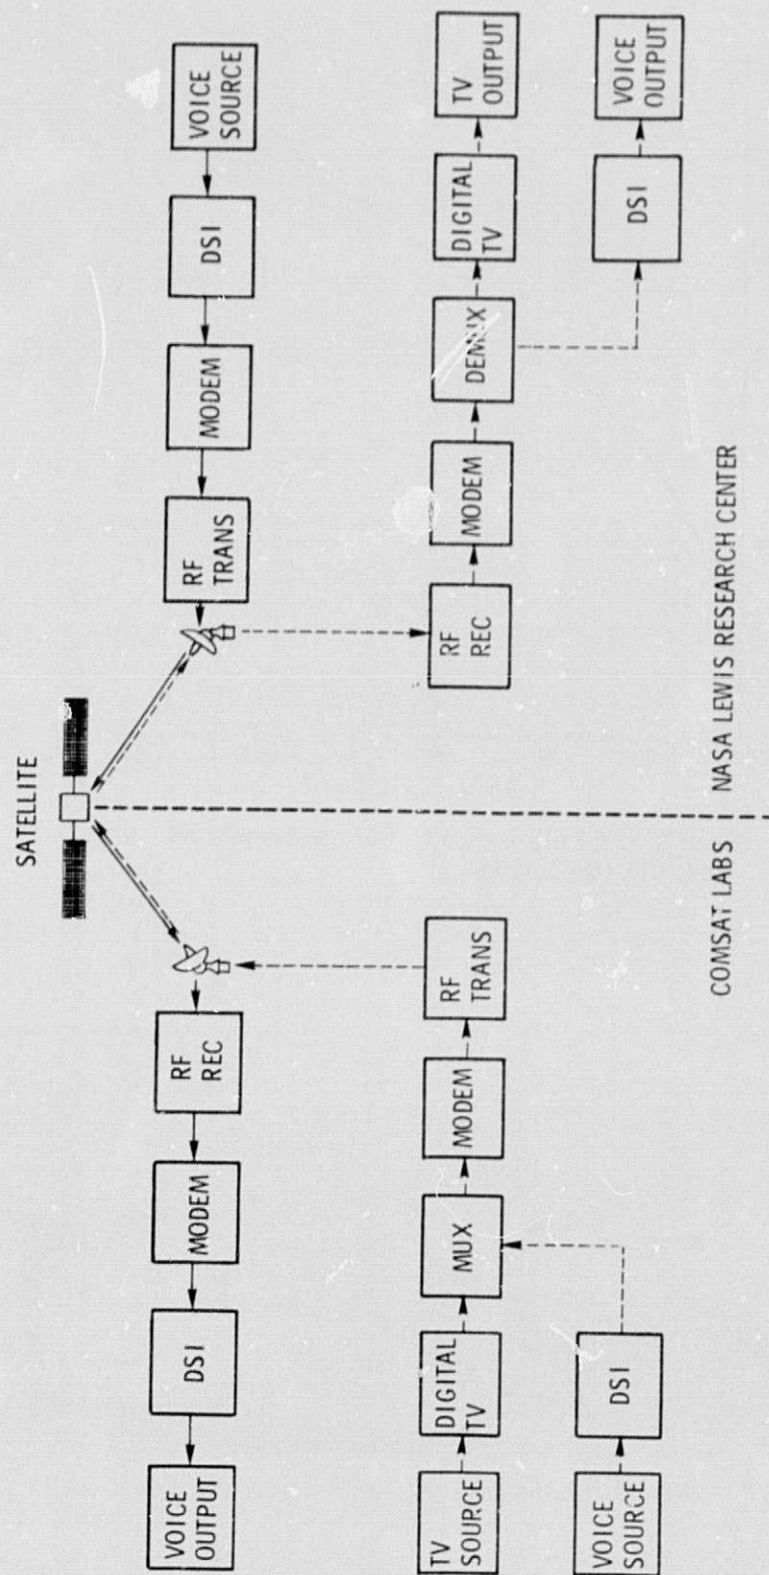 SATELLITE
VOICE
OUTPUT
DSI
MODEM
RF
REC
RF
TRANS
MODEM
DSI
VOICE
SOURCE
TV
SOURCE
DIGITAL
TV
MUX
MODEM
RF
TRANS
RF
REC
MODEM
DEMUX
DIGITAL
TV
TV
OUTPUT
VOICE
SOURCE
DSI
DSI
VOICE
OUTPUT
COMSAT LABS
NASA LEWIS RESEARCH CENTER